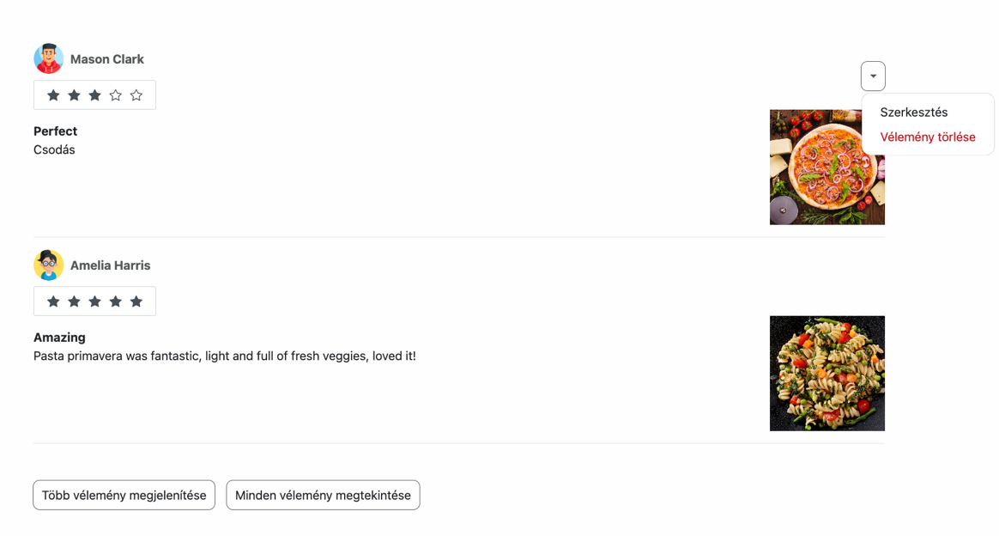 Mason Clark
Szerkesztés
Vélemény törlése
Perfect
Csodás
Amelia Harris
Amazing
Pasta primavera was fantastic, light and full of fresh veggies, loved it!
Több vélemény megjelenítése
Minden vélemény megtekintése